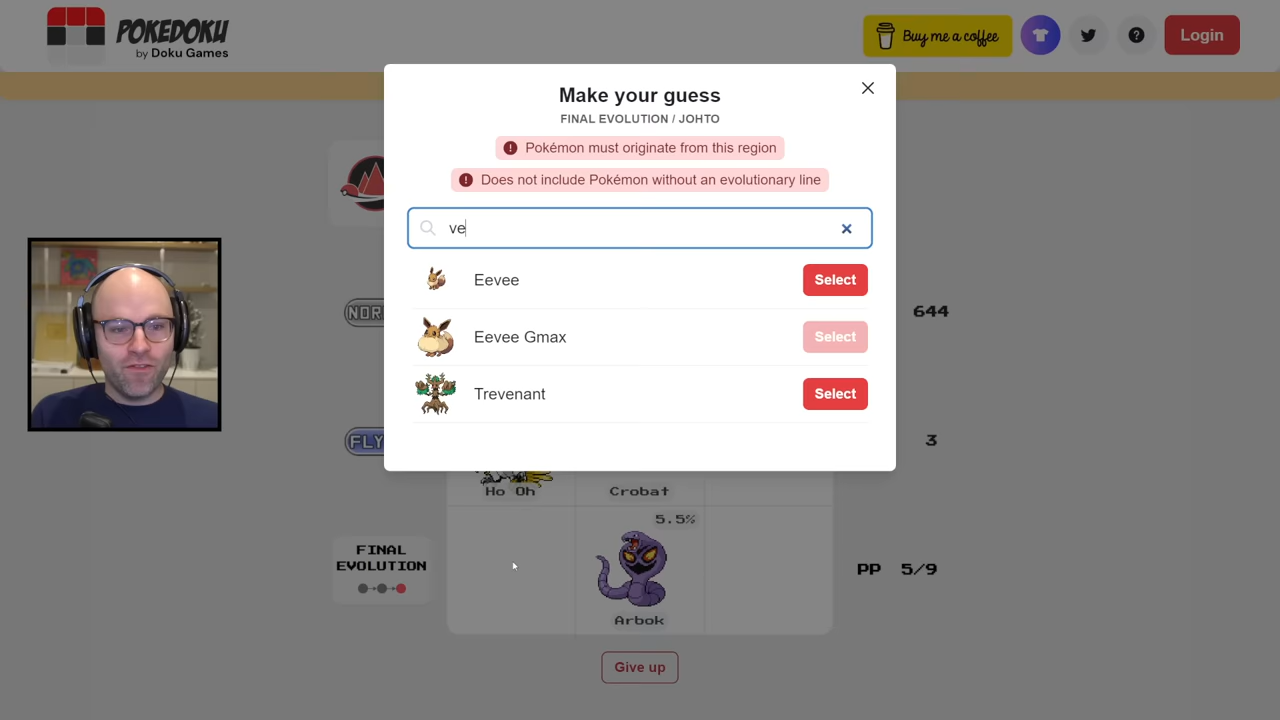 POKEDOKU
by Doku Games
Buy me a coffee
Login
Make your guess
FINAL EVOLUTION / JOHTO
Pokémon must originate from this region
Does not include Pokémon without an evolutionary line
ve
Eevee
Select
Eevee Gmax
Select
Trevenant
Select
NOR
644
FLY
3
Ho Oh
Crobat
FINAL
EVOLUTION
5.5%
Arbok
PP 5/9
Give up